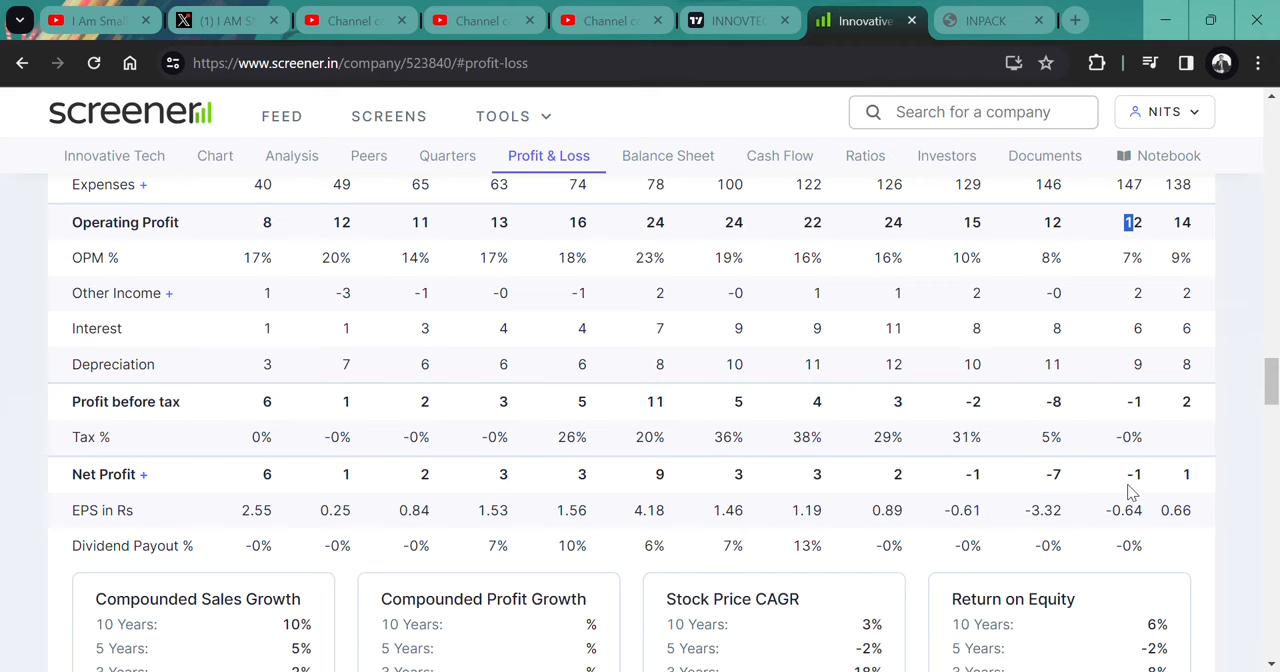 I Am Small
(1) I AM S
Channel c
Channel c
Channel c
INNOVTE
Innovative
INPACK
https://www.screener.in/company/523840/#profit-loss
screener
FEED
SCREENS
TOOLS
Search for a company
NITS
Innovative Tech Chart Analysis Peers Quarters Profit & Loss Balance Sheet Cash Flow Ratios Investors Documents Notebook
Expenses + 40 49 65 63 74 78 100 122 126 129 146 147 138
Operating Profit 8 12 11 13 16 24 24 22 24 15 12 12 14
OPM % 17% 20% 14% 17% 18% 23% 19% 16% 16% 10% 8% 7% 9%
Other Income + 1 -3 -1 -0 -1 2 -0 1 1 2 -0 2 2
Interest 1 1 3 4 4 7 9 9 11 8 8 6 6
Depreciation 3 7 6 6 6 8 10 11 12 10 11 9 8
Profit before tax 6 1 2 3 5 11 5 4 3 -2 -8 -1 2
Tax % 0% -0% -0% -0% 26% 20% 36% 38% 29% 31% 5% -0%
Net Profit + 6 1 2 3 3 9 3 3 2 -1 -7 -1 1
EPS in Rs 2.55 0.25 0.84 1.53 1.56 4.18 1.46 1.19 0.89 -0.61 -3.32 -0.64 0.66
Dividend Payout % -0% -0% -0% 7% 10% 6% 7% 13% -0% -0% -0% -0%
Compounded Sales Growth
10 Years: 10%
5 Years: 5%
Compounded Profit Growth
10 Years: %
5 Years: %
Stock Price CAGR
10 Years: 3%
5 Years: -2%
Return on Equity
10 Years: 6%
5 Years: -2%